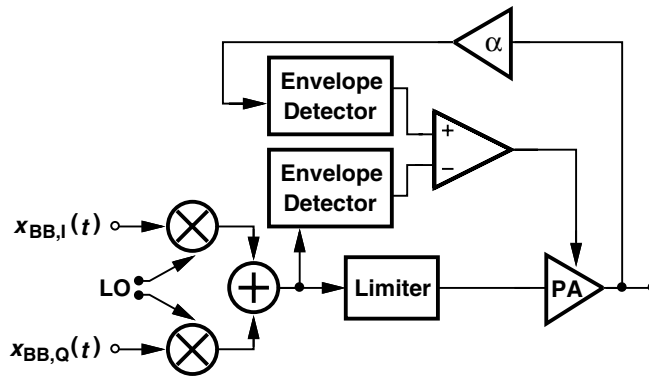 α
Envelope
Detector
+
−
Envelope
Detector
x_BB,I(t)
LO
Limiter
PA
x_BB,Q(t)